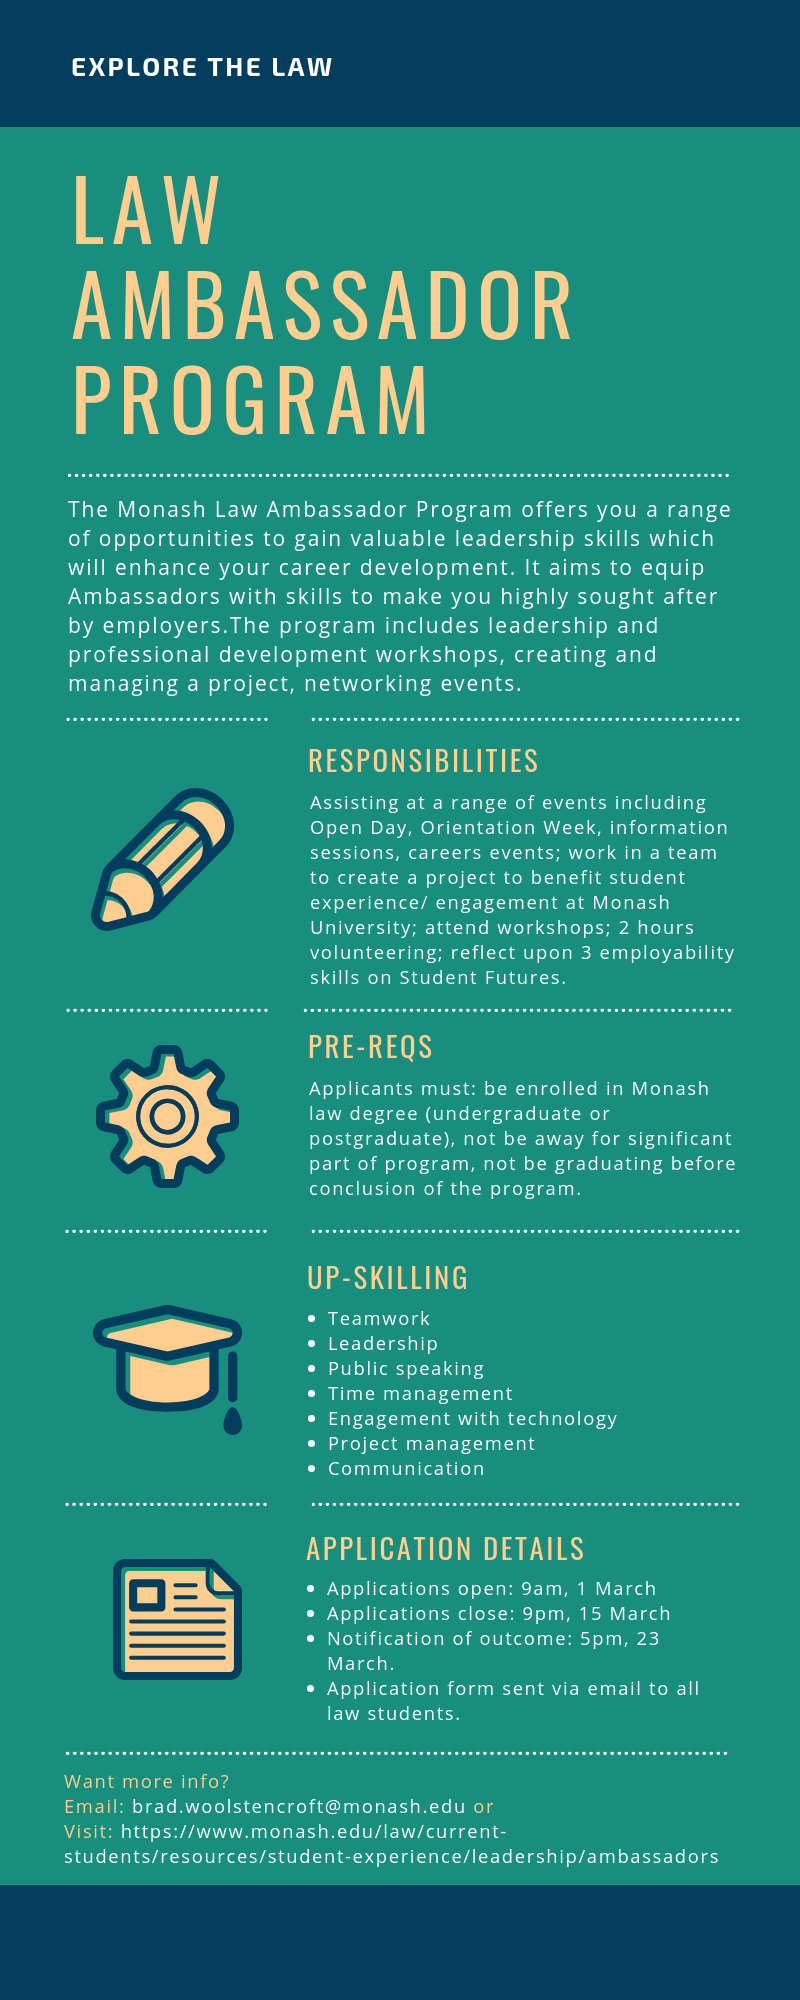 EXPLORE THE LAW
LAW
AMBASSADOR
PROGRAM
The Monash Law Ambassador Program offers you a range
of opportunities to gain valuable leadership skills which
will enhance your career development. It aims to equip
Ambassadors with skills to make you highly sought after
by employers.The program includes leadership and
professional development workshops, creating and
managing a project, networking events.
RESPONSIBILITIES
Assisting at a range of events including
Open Day, Orientation Week, information
sessions, careers events; work in a team
to create a project to benefit student
experience/ engagement at Monash
University; attend workshops; 2 hours
volunteering; reflect upon 3 employability
skills on Student Futures.
PRE-REQS
Applicants must: be enrolled in Monash
law degree (undergraduate or
postgraduate), not be away for significant
part of program, not be graduating before
conclusion of the program.
UP-SKILLING
• Teamwork
• Leadership
• Public speaking
• Time management
• Engagement with technology
• Project management
• Communication
APPLICATION DETAILS
• Applications open: 9am, 1 March
• Applications close: 9pm, 15 March
• Notification of outcome: 5pm, 23
March.
• Application form sent via email to all
law students.
Want more info?
Email: brad.woolstencroft@monash.edu or
Visit: https://www.monash.edu/law/current-
students/resources/student-experience/leadership/ambassadors